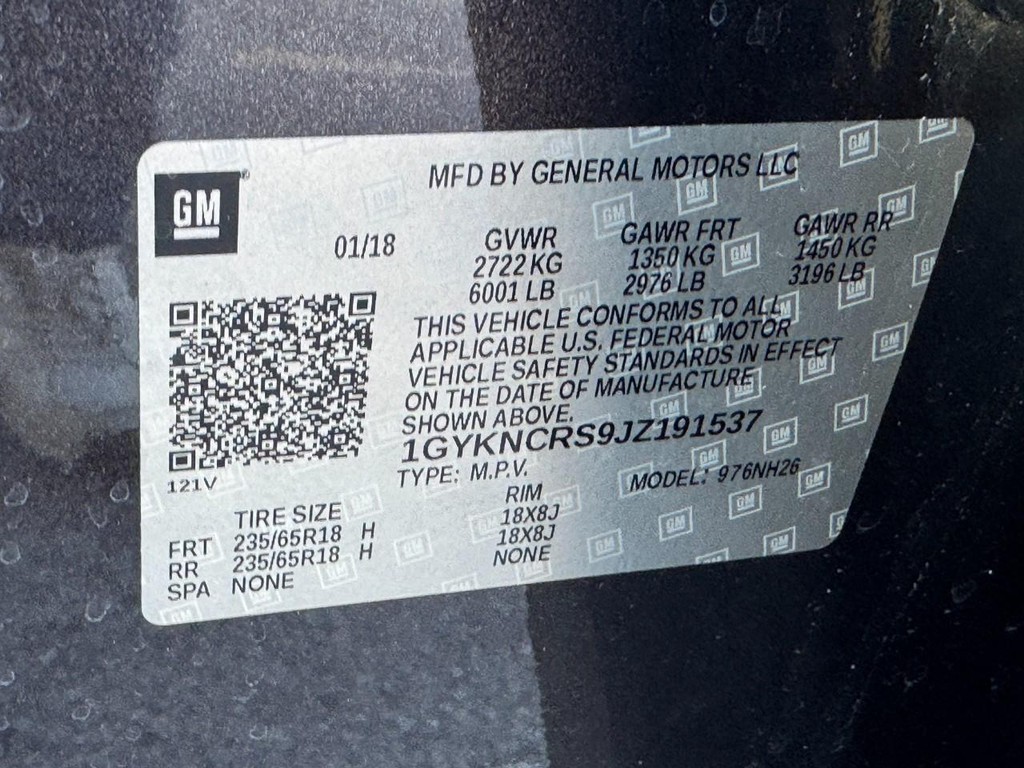 GM
MFD BY GENERAL MOTORS LLC
01/18
GVWR GAWR FRT GAWR RR
2722 KG 1350 KG 1450 KG
6001 LB 2976 LB 3196 LB
THIS VEHICLE CONFORMS TO ALL
APPLICABLE U.S. FEDERAL MOTOR
VEHICLE SAFETY STANDARDS IN EFFECT
ON THE DATE OF MANUFACTURE
SHOWN ABOVE.
1GYKNCRS9JZ191537
121V
TYPE: M.P.V. MODEL: 976NH26
TIRE SIZE RIM
FRT 235/65R18 H 18X8J
RR 235/65R18 H 18X8J
SPA NONE NONE